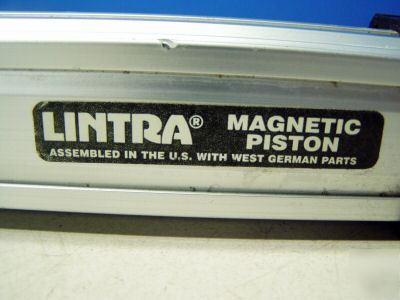 LINTRA® MAGNETIC
PISTON
ASSEMBLED IN THE U.S. WITH WEST GERMAN PARTS